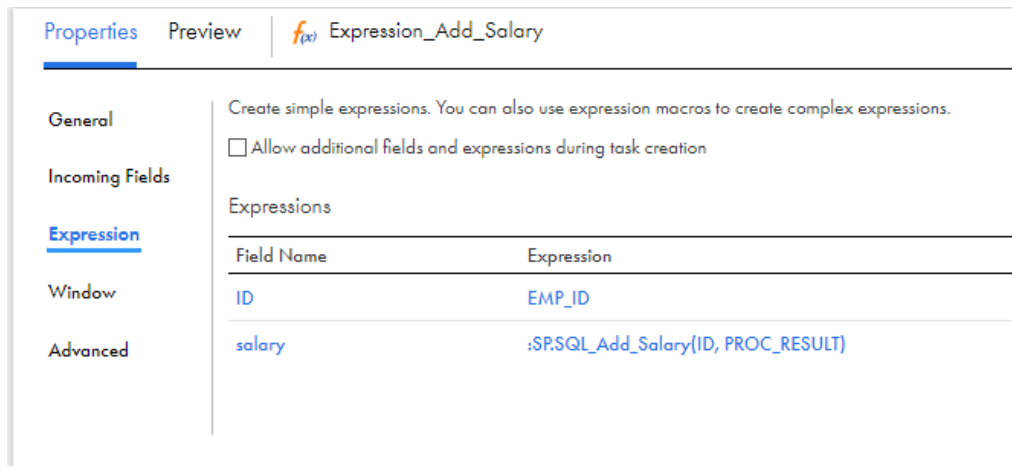 Properties Preview f(x) Expression_Add_Salary
General
Incoming Fields
Expression
Window
Advanced
Create simple expressions. You can also use expression macros to create complex expressions.
Allow additional fields and expressions during task creation
Expressions
Field Name Expression
ID EMP_ID
salary :SP.SQL_Add_Salary(ID, PROC_RESULT)